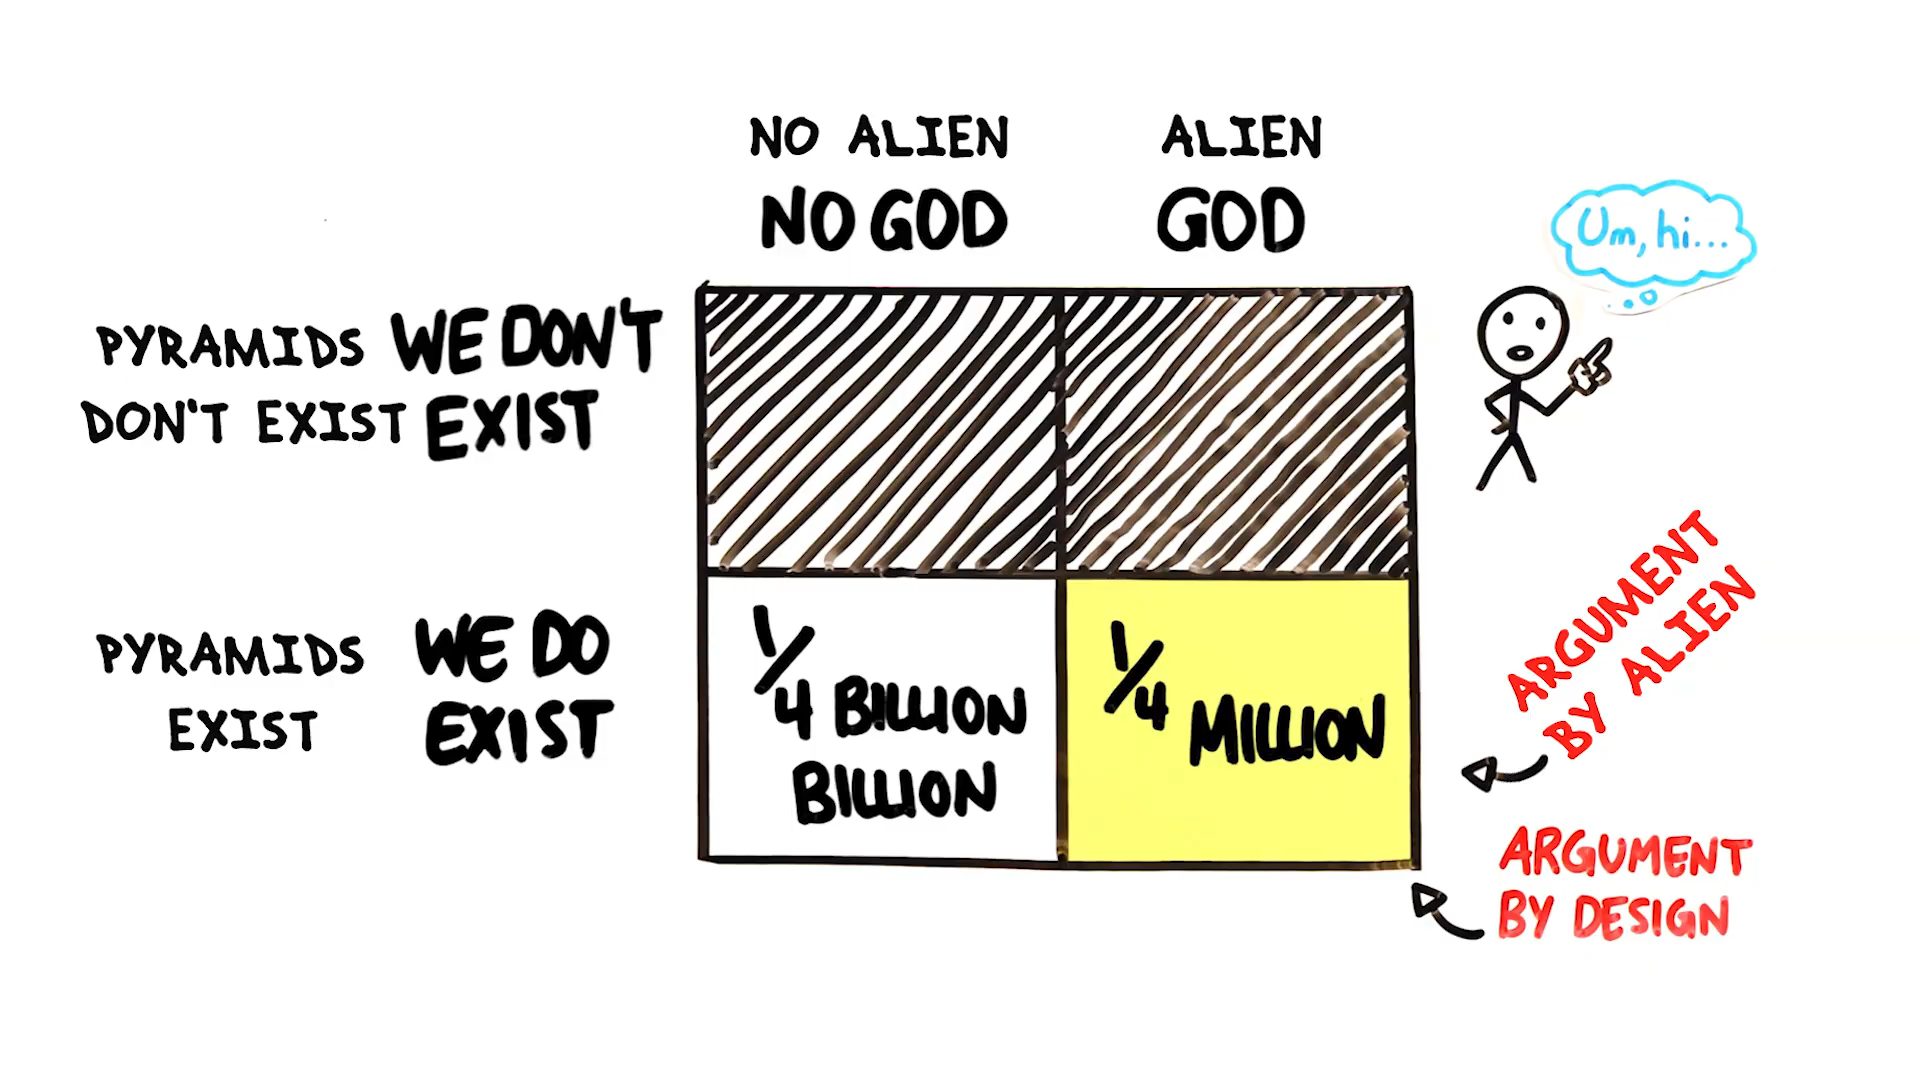 NO ALIEN ALIEN
NO GOD GOD
Um, hi...
PYRAMIDS WE DON'T
DON'T EXIST EXIST
PYRAMIDS WE DO
EXIST EXIST
1/4 BILLION
BILLION
1/4 MILLION
ARGUMENT
BY ALIEN
ARGUMENT
BY DESIGN